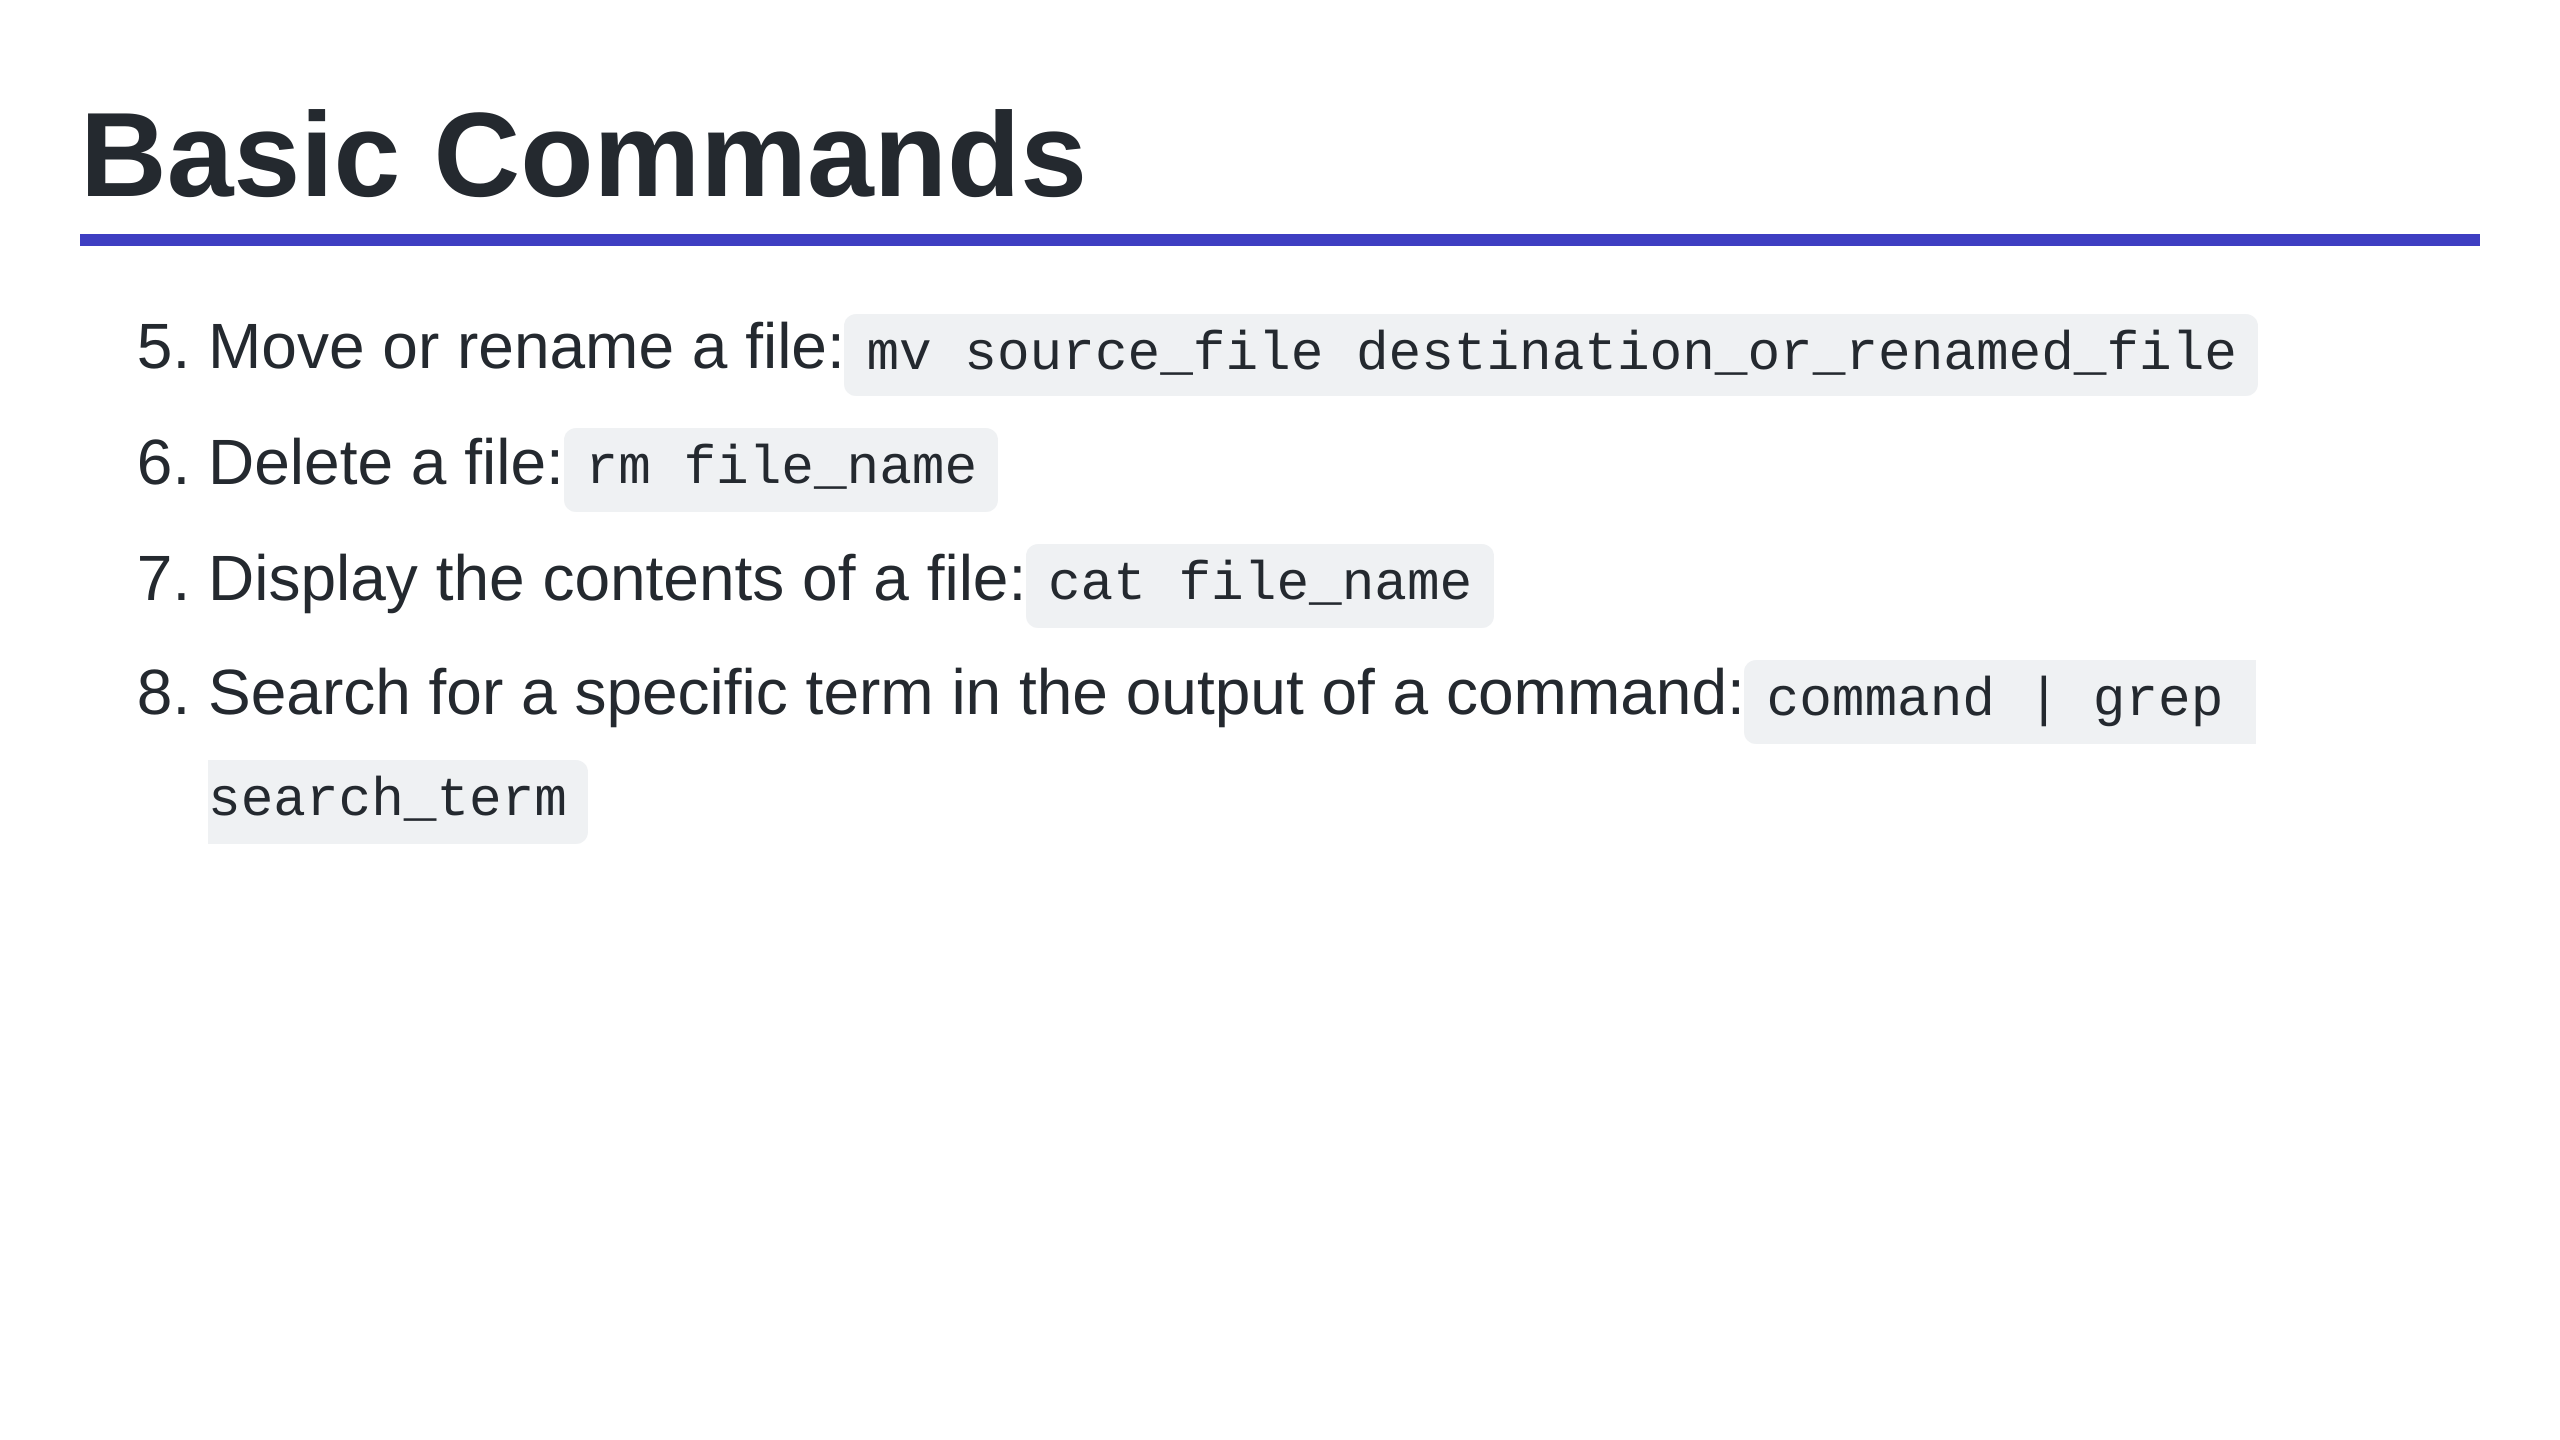 Basic Commands
5. Move or rename a file: mv source_file destination_or_renamed_file
6. Delete a file: rm file_name
7. Display the contents of a file: cat file_name
8. Search for a specific term in the output of a command: command | grep
search_term